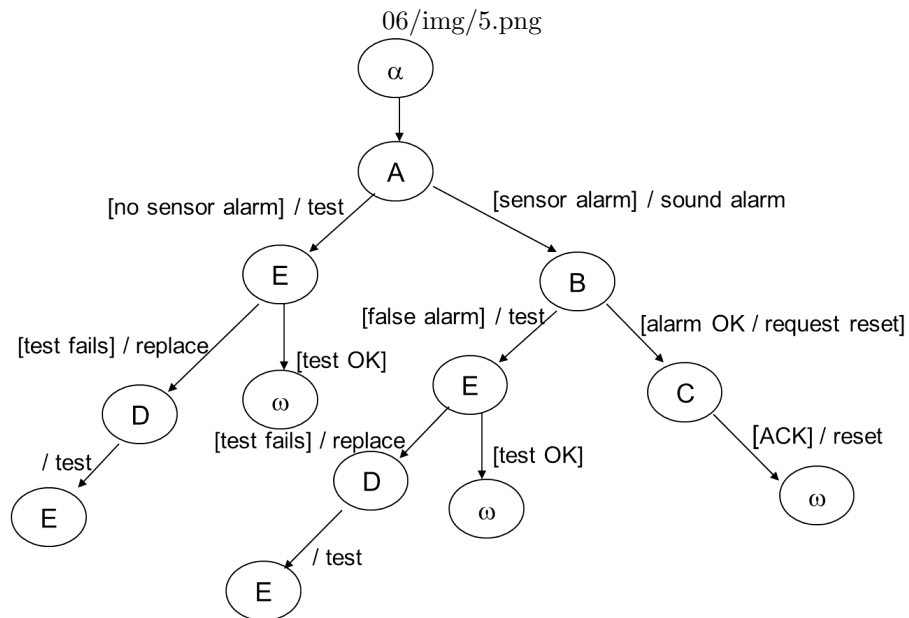 06/img/5.png
α
A
[no sensor alarm] / test
[sensor alarm] / sound alarm
E
B
[false alarm] / test
[alarm OK / request reset]
[test fails] / replace
[test OK]
E
C
D
ω
[test fails] / replace
[ACK] / reset
[test OK]
/ test
D
ω
ω
E
/ test
E